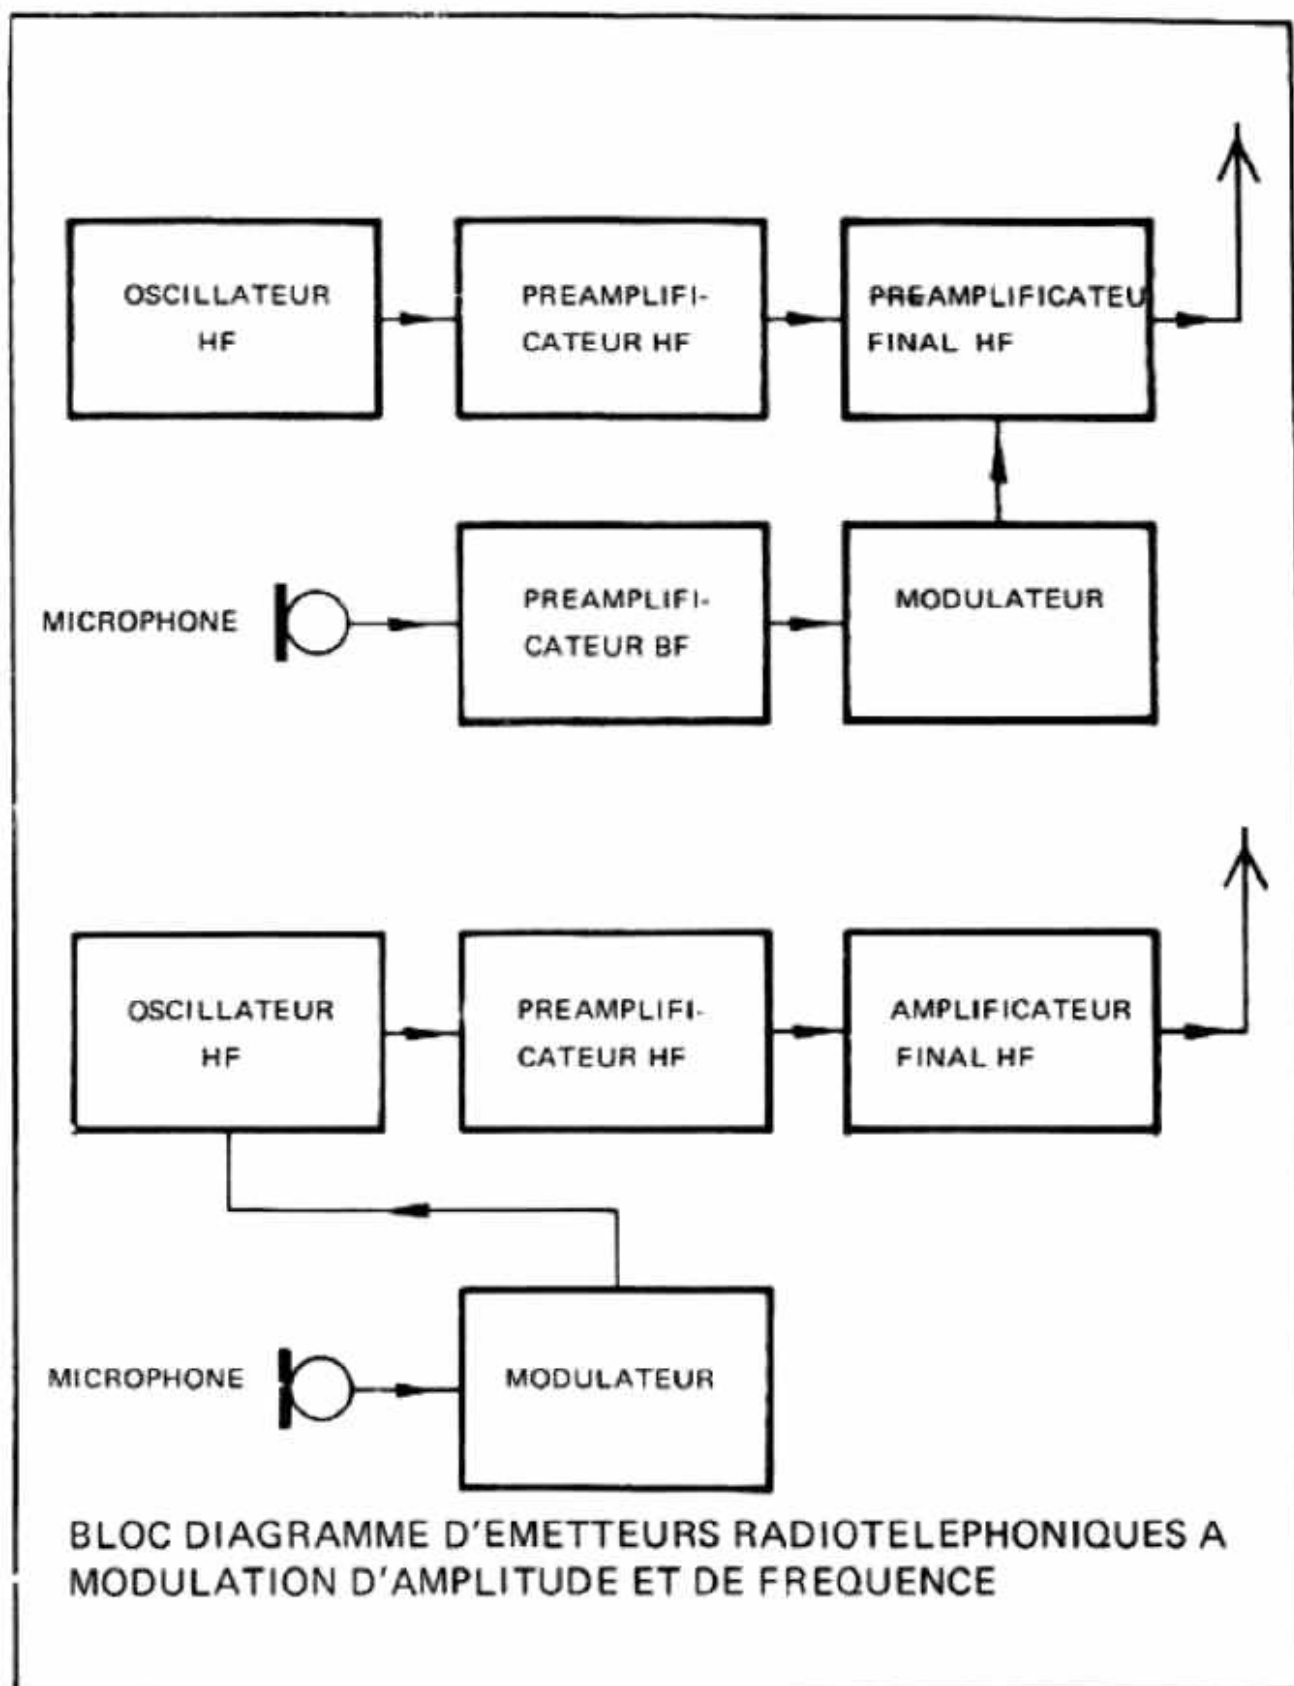 OSCILLATEUR
HF
PREAMPLIFI-
CATEUR HF
PREAMPLIFICATEU
FINAL HF
MICROPHONE
PREAMPLIFI-
CATEUR BF
MODULATEUR
OSCILLATEUR
HF
PREAMPLIFI-
CATEUR HF
AMPLIFICATEUR
FINAL HF
MICROPHONE
MODULATEUR
BLOC DIAGRAMME D'EMETTEURS RADIOTELEPHONIQUES A
MODULATION D'AMPLITUDE ET DE FREQUENCE